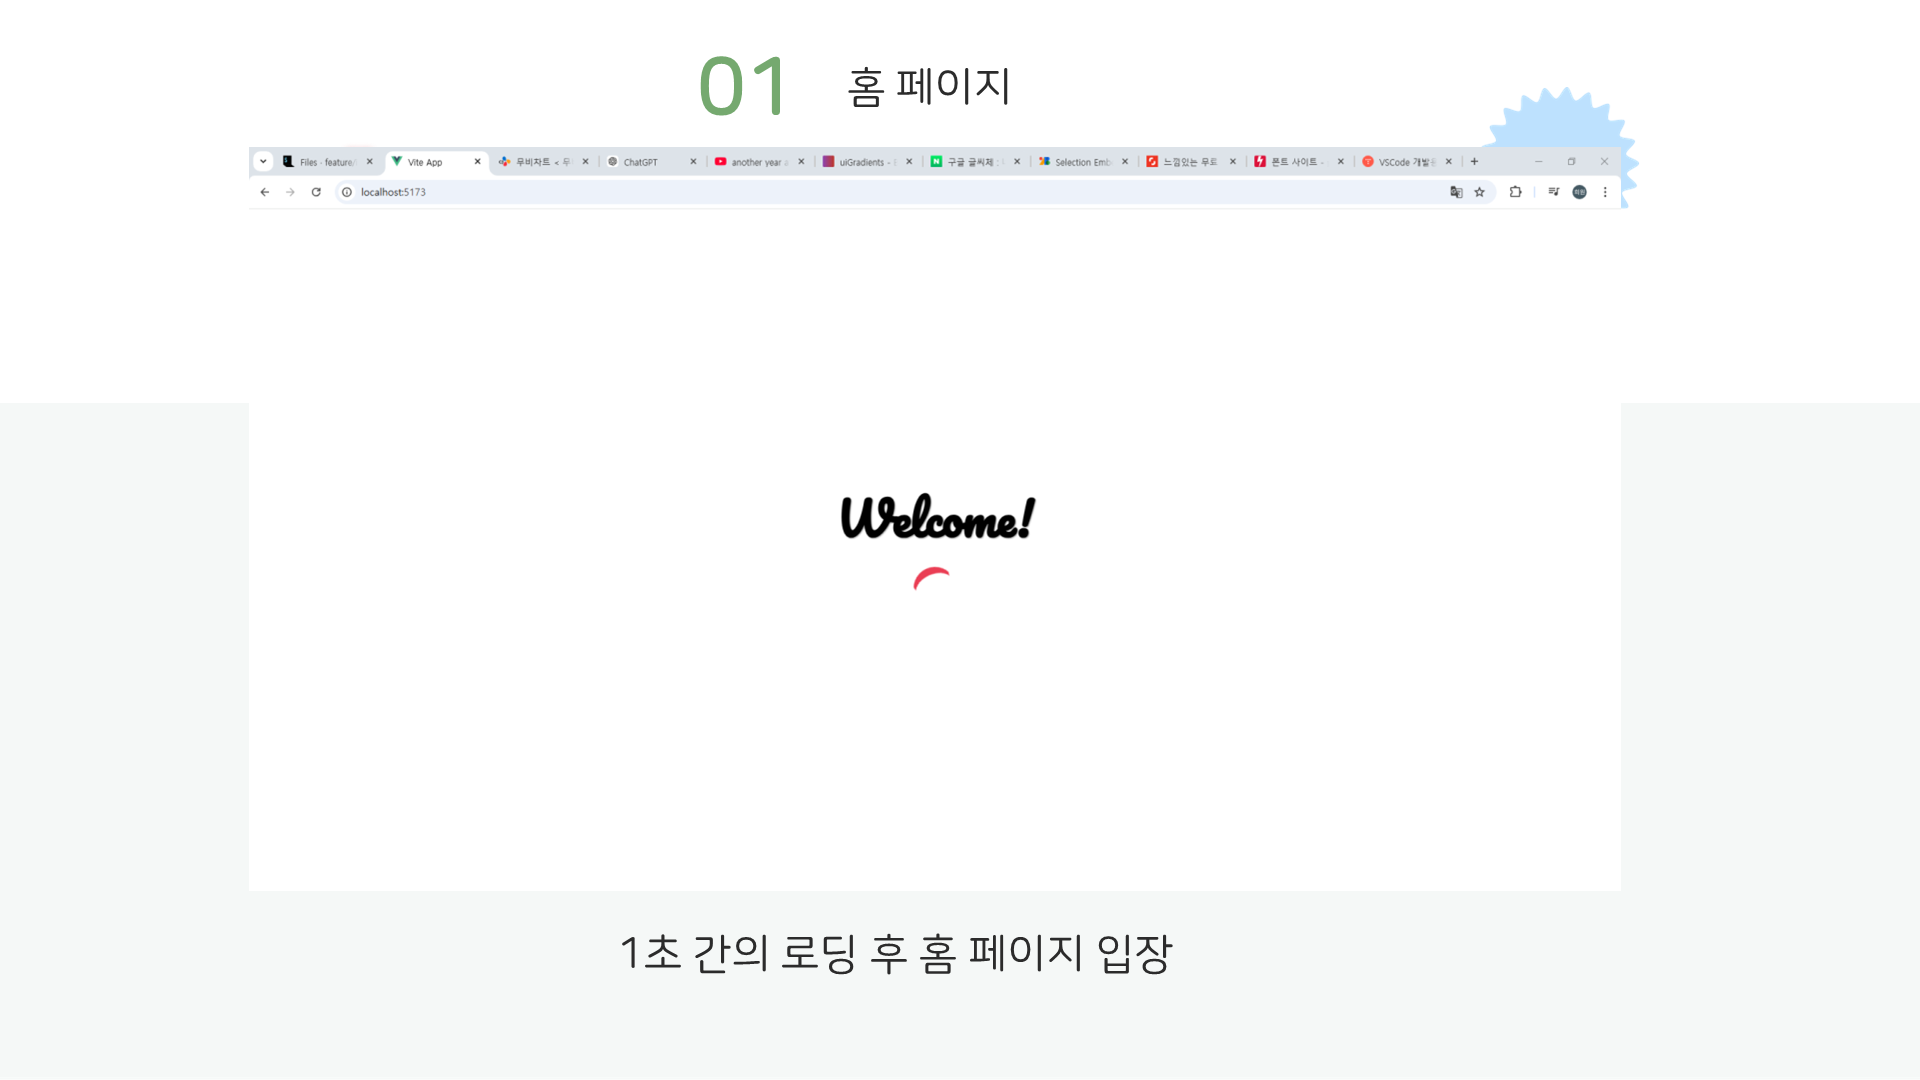 01 홈 페이지
Files · feature/ Vite App 무비차트 < 무 ChatGPT another year a uiGradients - 구글 글씨체 : Selection Emb 느낌있는 무료 폰트 사이트 - VSCode 개발
localhost:5173
Welcome!
1초 간의 로딩 후 홈 페이지 입장